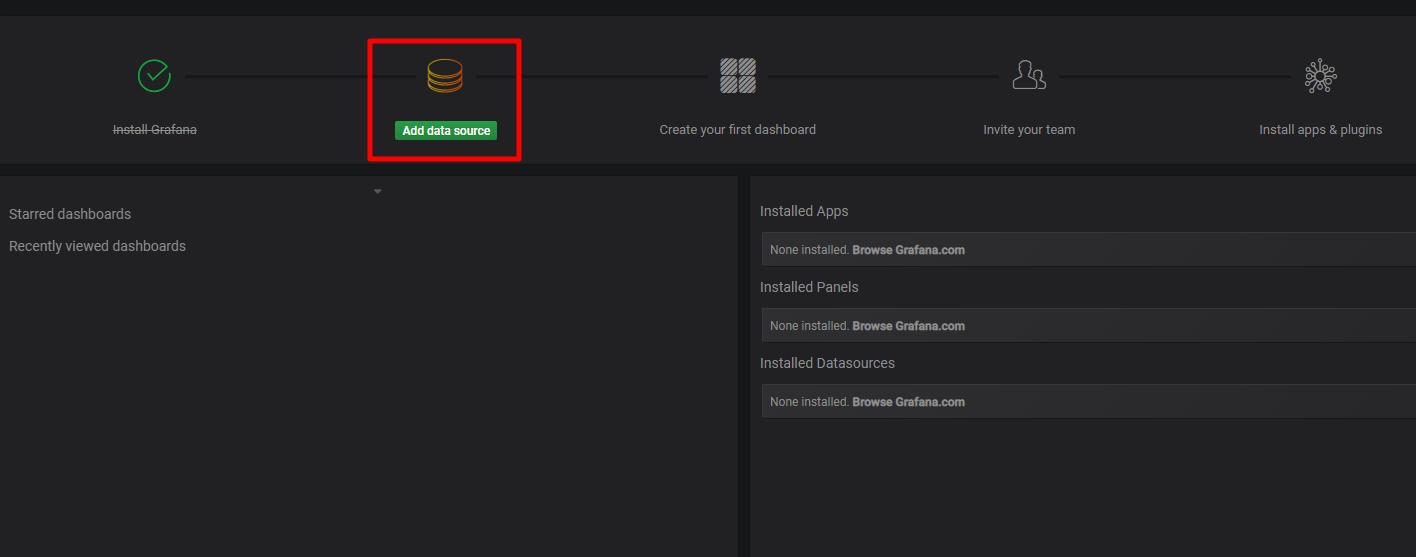 Install Grafana
Add data source
Create your first dashboard
Invite your team
Install apps & plugins
Starred dashboards
Recently viewed dashboards
Installed Apps
None installed. Browse Grafana.com
Installed Panels
None installed. Browse Grafana.com
Installed Datasources
None installed. Browse Grafana.com